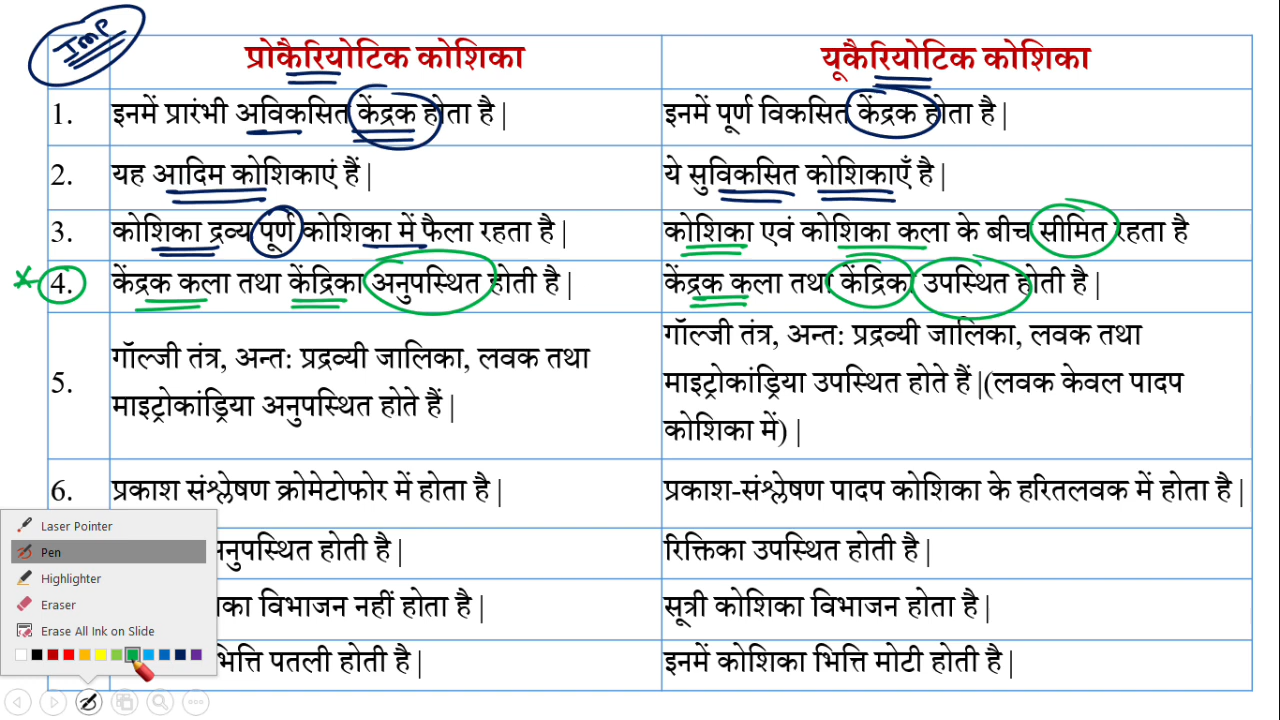 IMP
प्रोकैरियोटिक कोशिका
यूकैरियोटिक कोशिका
1.
इनमें प्रारंभी अविकसित केंद्रक होता है |
इनमें पूर्ण विकसित केंद्रक होता है |
2.
यह आदिम कोशिकाएं हैं |
ये सुविकसित कोशिकाएँ है |
3.
कोशिका द्रव्य पूर्ण कोशिका में फैला रहता है |
कोशिका एवं कोशिका कला के बीच सीमित रहता है
4.
केंद्रक कला तथा केंद्रिका अनुपस्थित होती है |
केंद्रक कला तथा केंद्रिका उपस्थित होती है |
5.
गॉल्जी तंत्र, अन्त: प्रद्रव्यी जालिका, लवक तथा
माइट्रोकांड्रिया अनुपस्थित होते हैं |
गॉल्जी तंत्र, अन्त: प्रद्रव्यी जालिका, लवक तथा
माइट्रोकांड्रिया उपस्थित होते हैं |(लवक केवल पादप
कोशिका में) |
6.
प्रकाश संश्लेषण क्रोमेटोफोर में होता है |
प्रकाश-संश्लेषण पादप कोशिका के हरितलवक में होता है |
नुपस्थित होती है |
रिक्तिका उपस्थित होती है |
का विभाजन नहीं होता है |
सूत्री कोशिका विभाजन होता है |
भित्ति पतली होती है |
इनमें कोशिका भित्ति मोटी होती है |
Laser Pointer
Pen
Highlighter
Eraser
Erase All Ink on Slide